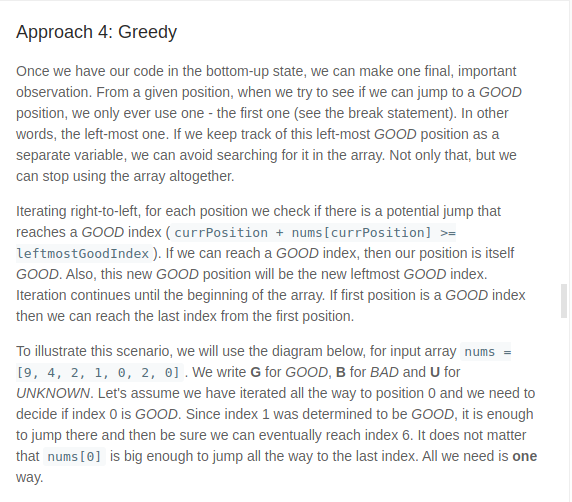 Approach 4: Greedy
Once we have our code in the bottom-up state, we can make one final, important
observation. From a given position, when we try to see if we can jump to a GOOD
position, we only ever use one - the first one (see the break statement). In other
words, the left-most one. If we keep track of this left-most GOOD position as a
separate variable, we can avoid searching for it in the array. Not only that, but we
can stop using the array altogether.
Iterating right-to-left, for each position we check if there is a potential jump that
reaches a GOOD index ( currPosition + nums[currPosition] >=
leftmostGoodIndex ). If we can reach a GOOD index, then our position is itself
GOOD. Also, this new GOOD position will be the new leftmost GOOD index.
Iteration continues until the beginning of the array. If first position is a GOOD index
then we can reach the last index from the first position.
To illustrate this scenario, we will use the diagram below, for input array nums =
[9, 4, 2, 1, 0, 2, 0] . We write G for GOOD, B for BAD and U for
UNKNOWN. Let's assume we have iterated all the way to position 0 and we need to
decide if index 0 is GOOD. Since index 1 was determined to be GOOD, it is enough
to jump there and then be sure we can eventually reach index 6. It does not matter
that nums[0] is big enough to jump all the way to the last index. All we need is one
way.